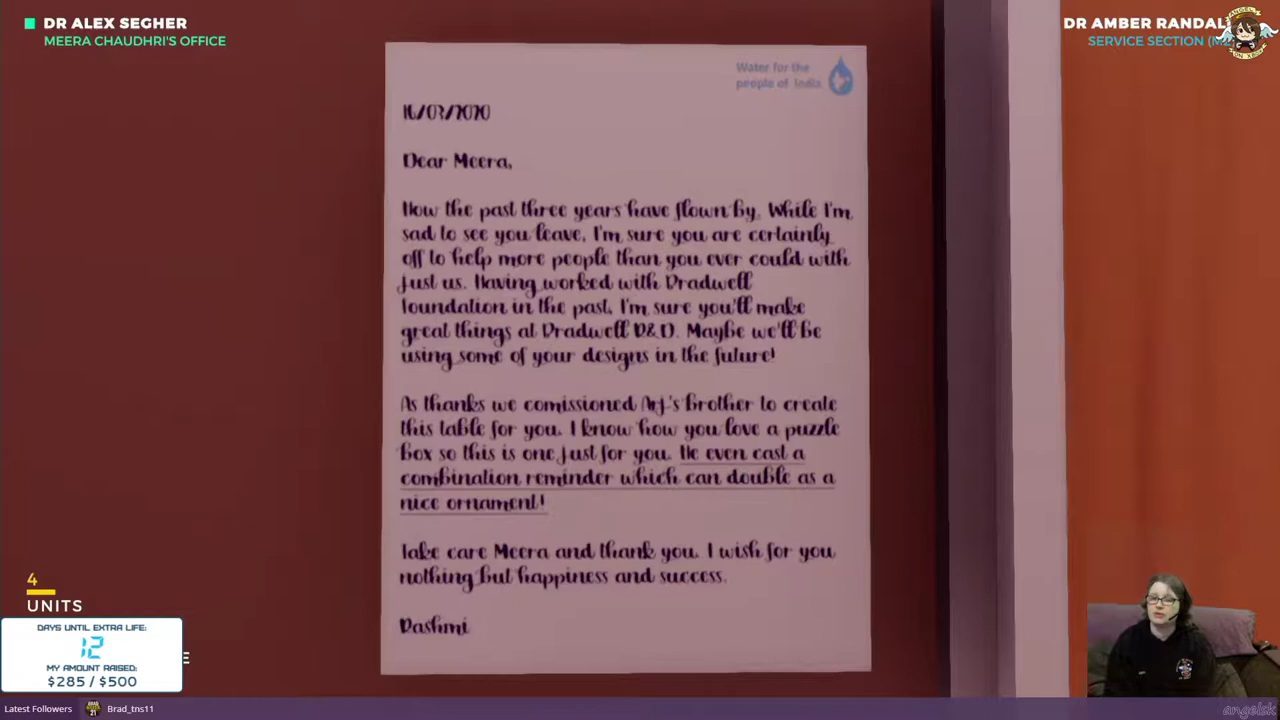 DR ALEX SEGHER
MEERA CHAUDHRI'S OFFICE
DR AMBER RANDAL
SERVICE SECTION
ANGEL
ON XBOX
Water for the
people of India
16/03/2020
Dear Meera,
How the past three years have flown by. While I'm
sad to see you leave, I'm sure you are certainly
off to help more people than you ever could with
just us. Having worked with Bradwell
Foundation in the past, I'm sure you'll make
great things at Bradwell R&D. Maybe we'll be
using some of your designs in the future!
As thanks we comissioned Arj's brother to create
this table for you. I know how you love a puzzle
box so this is one just for you. He even cast a
combination reminder which can double as a
nice ornament!
Take care Meera and thank you. I wish for you
nothing but happiness and success.
Rashmi
4
UNITS
DAYS UNTIL EXTRA LIFE:
12
MY AMOUNT RAISED:
$285 / $500
E
Latest Followers
Brad_tns11
angelsk